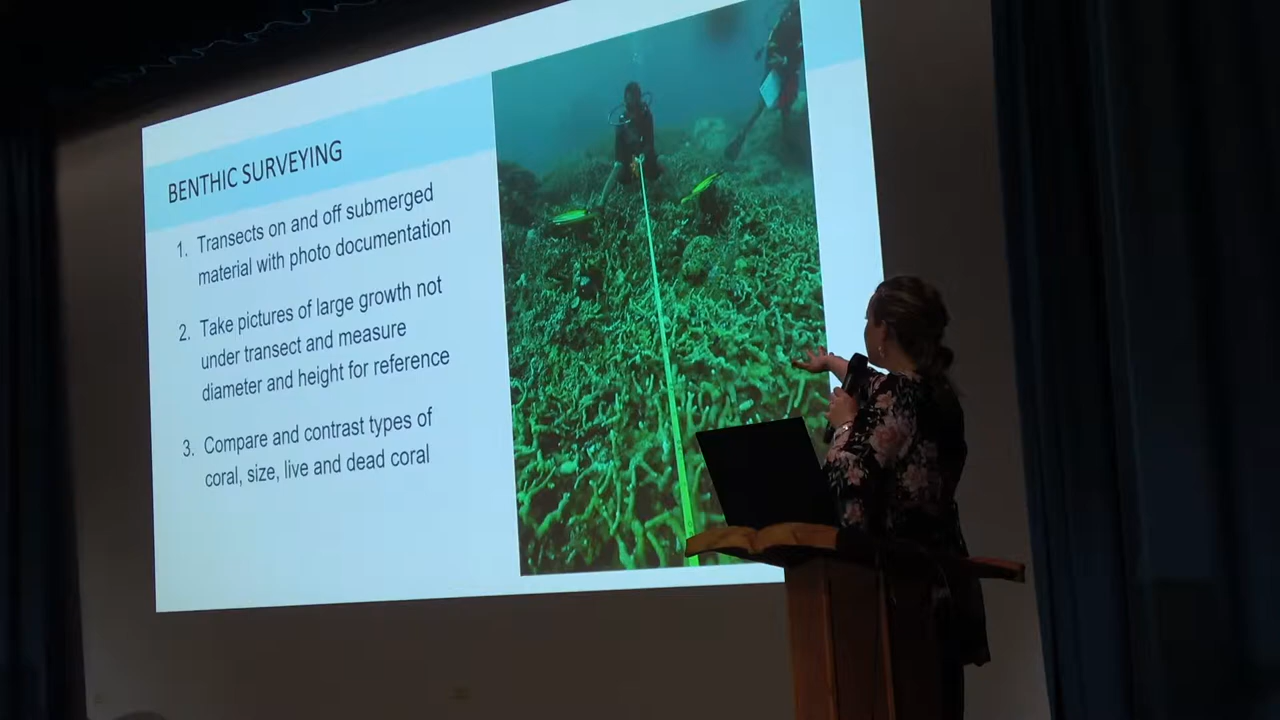 BENTHIC SURVEYING
1. Transects on and off submerged
material with photo documentation
2. Take pictures of large growth not
under transect and measure
diameter and height for reference
3. Compare and contrast types of
coral, size, live and dead coral